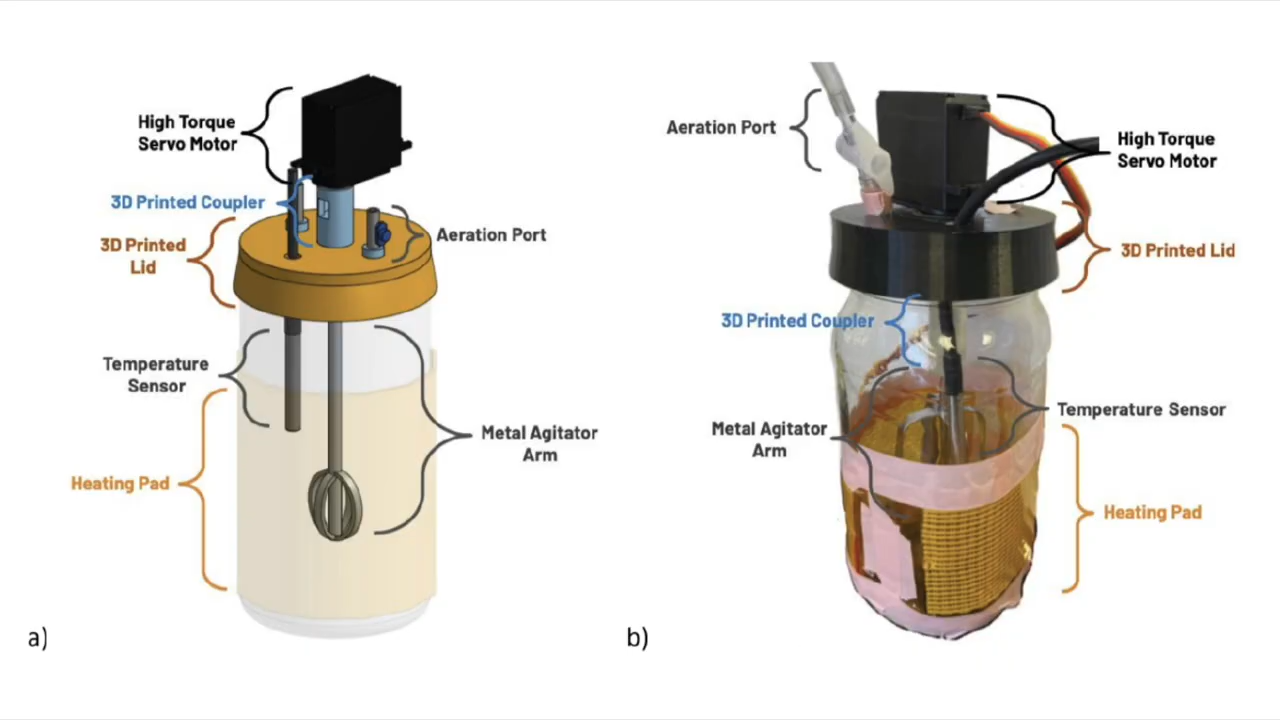 High Torque
Servo Motor
3D Printed Coupler
3D Printed
Lid
Aeration Port
Temperature
Sensor
Metal Agitator
Arm
Heating Pad
a)
Aeration Port
High Torque
Servo Motor
3D Printed Lid
3D Printed Coupler
Temperature Sensor
Metal Agitator
Arm
Heating Pad
b)